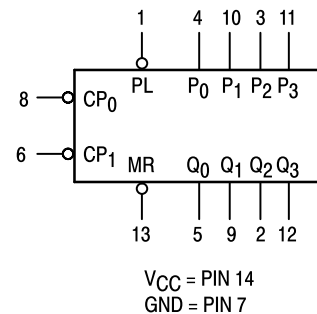 1 4 10 3 11
PL P0 P1 P2 P3
8 CP0
6 CP1
MR Q0 Q1 Q2 Q3
13 5 9 2 12
VCC = PIN 14
GND = PIN 7